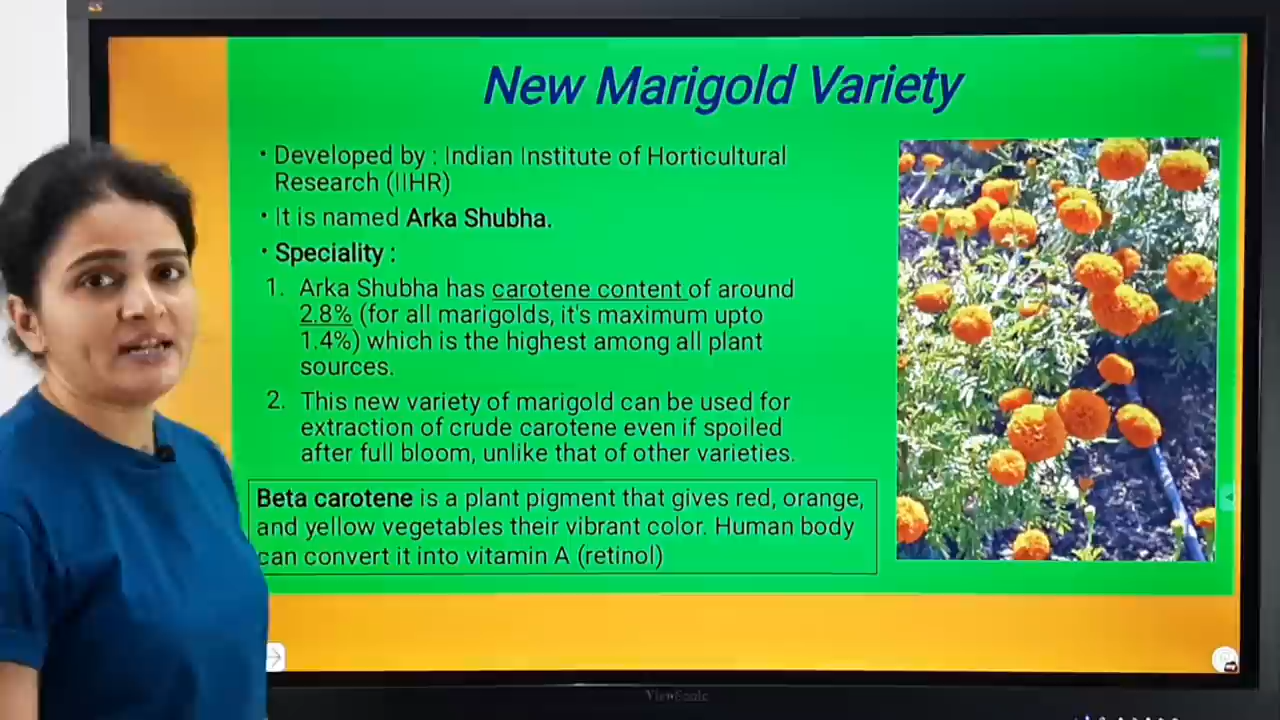 New Marigold Variety
• Developed by : Indian Institute of Horticultural
Research (IIHR)
• It is named Arka Shubha.
• Speciality :
1. Arka Shubha has carotene content of around
2.8% (for all marigolds, it's maximum upto
1.4%) which is the highest among all plant
sources.
2. This new variety of marigold can be used for
extraction of crude carotene even if spoiled
after full bloom, unlike that of other varieties.
Beta carotene is a plant pigment that gives red, orange,
and yellow vegetables their vibrant color. Human body
can convert it into vitamin A (retinol)
ViewSonic